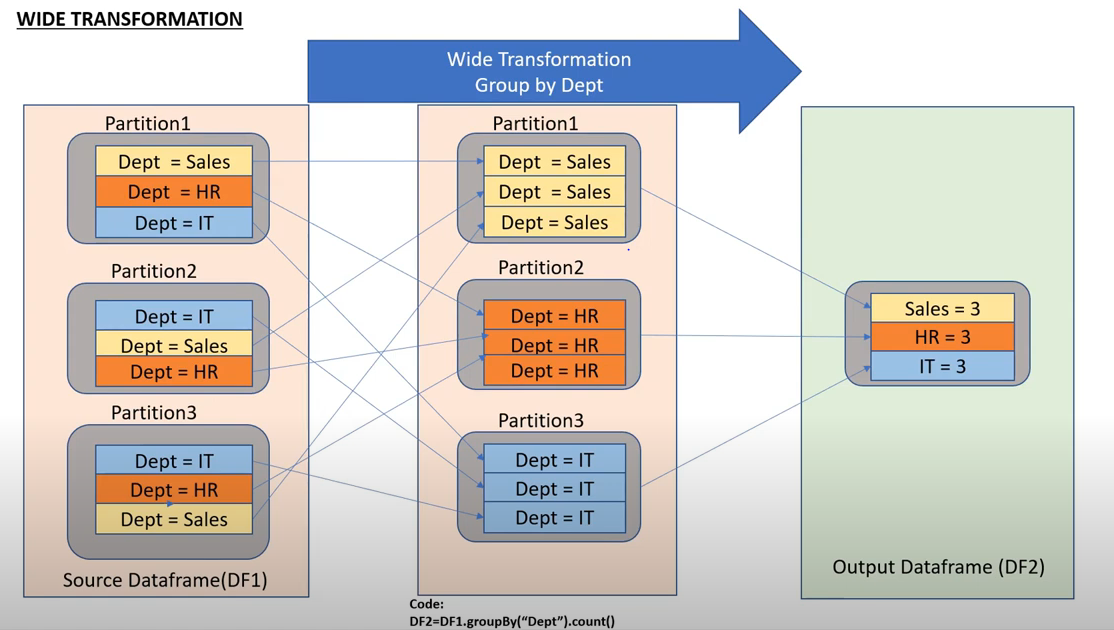 WIDE TRANSFORMATION
Wide Transformation
Group by Dept
Partition1
Dept = Sales
Dept = HR
Dept = IT
Partition2
Dept = IT
Dept = Sales
Dept = HR
Partition3
Dept = IT
Dept = HR
Dept = Sales
Source Dataframe(DF1)
Partition1
Dept = Sales
Dept = Sales
Dept = Sales
Partition2
Dept = HR
Dept = HR
Dept = HR
Partition3
Dept = IT
Dept = IT
Dept = IT
Sales = 3
HR = 3
IT = 3
Output Dataframe (DF2)
Code:
DF2=DF1.groupBy(“Dept”).count()